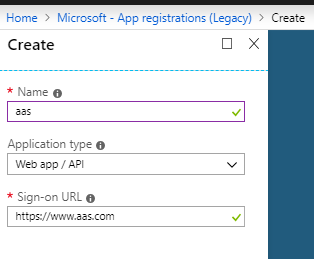 Home > Microsoft - App registrations (Legacy) > Create
Create
* Name
aas
Application type
Web app / API
* Sign-on URL
https://www.aas.com